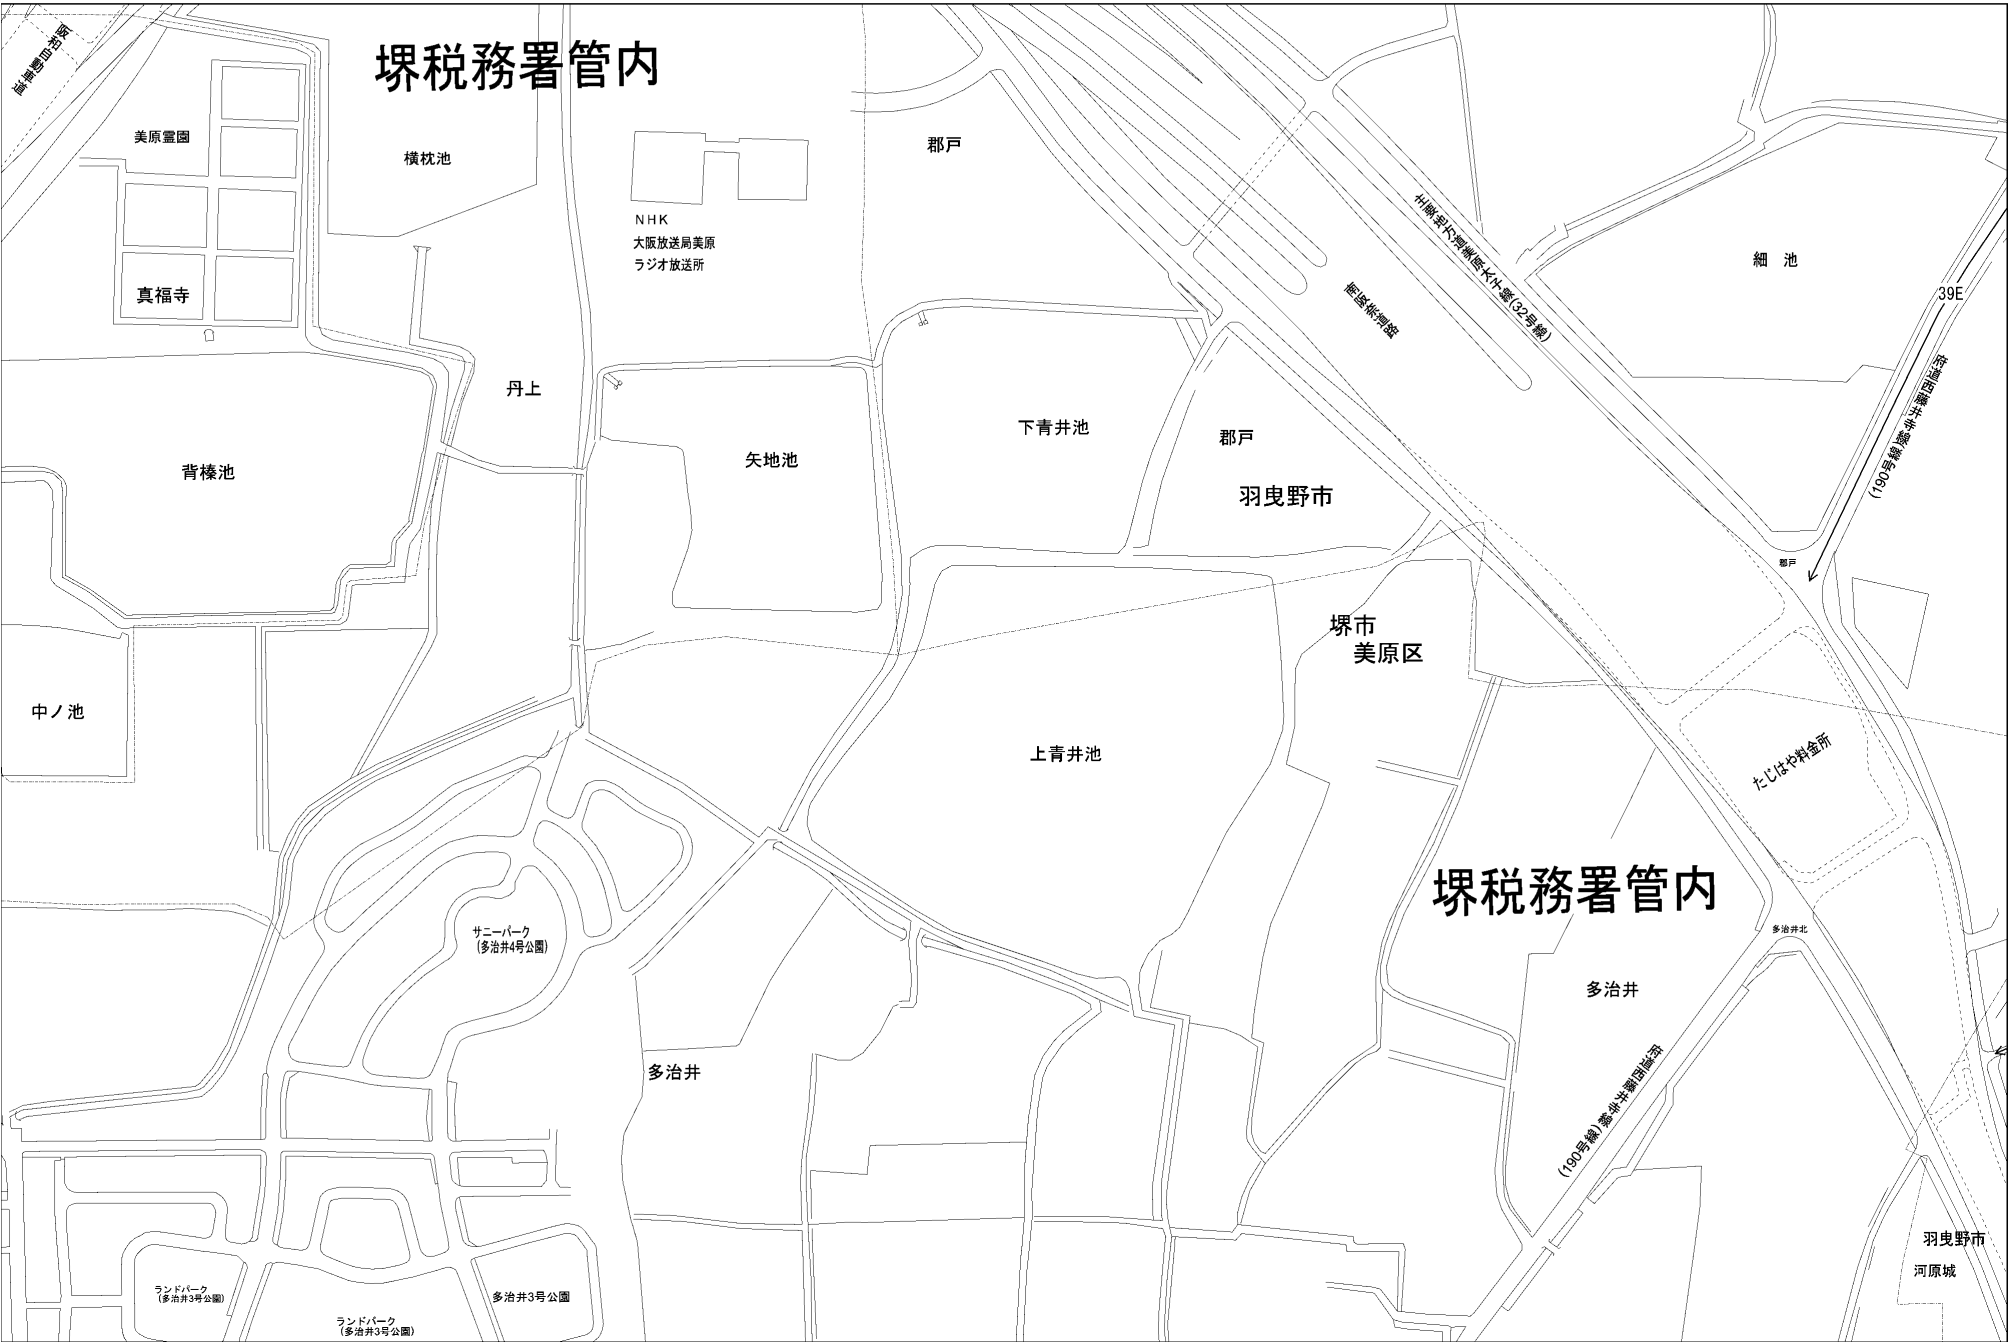 阪和自動車道
堺税務署管内
美原霊園
横枕池
郡戸
NHK
大阪放送局美原
ラジオ放送所
主要地方道美原太子線(32号線)
細 池
39E
真福寺
南阪奈道路
府道西藤井寺線
(190号線)
丹上
下青井池
郡戸
矢地池
背榛池
羽曳野市
郡戸
堺市
美原区
中ノ池
上青井池
たじはや料金所
堺税務署管内
サニーパーク
(多治井4号公園)
多治井北
多治井
多治井
府道西藤井寺線
(190号線)
羽曳野市
河原城
ランドパーク
(多治井3号公園)
多治井3号公園
ランドパーク
(多治井3号公園)